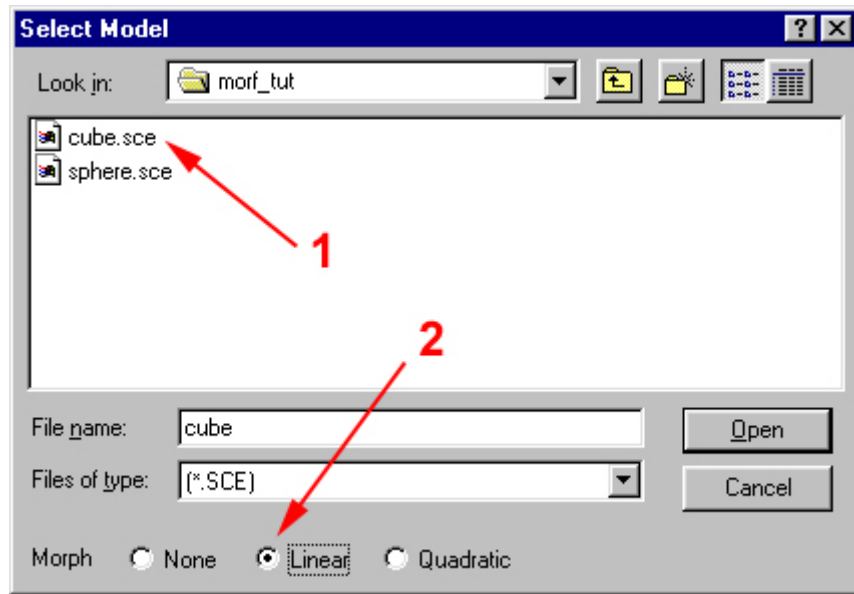 Select Model
Look in: morf_tut
cube.sce
sphere.sce
1
2
File name: cube Open
Files of type: (*.SCE) Cancel
Morph None Linear Quadratic